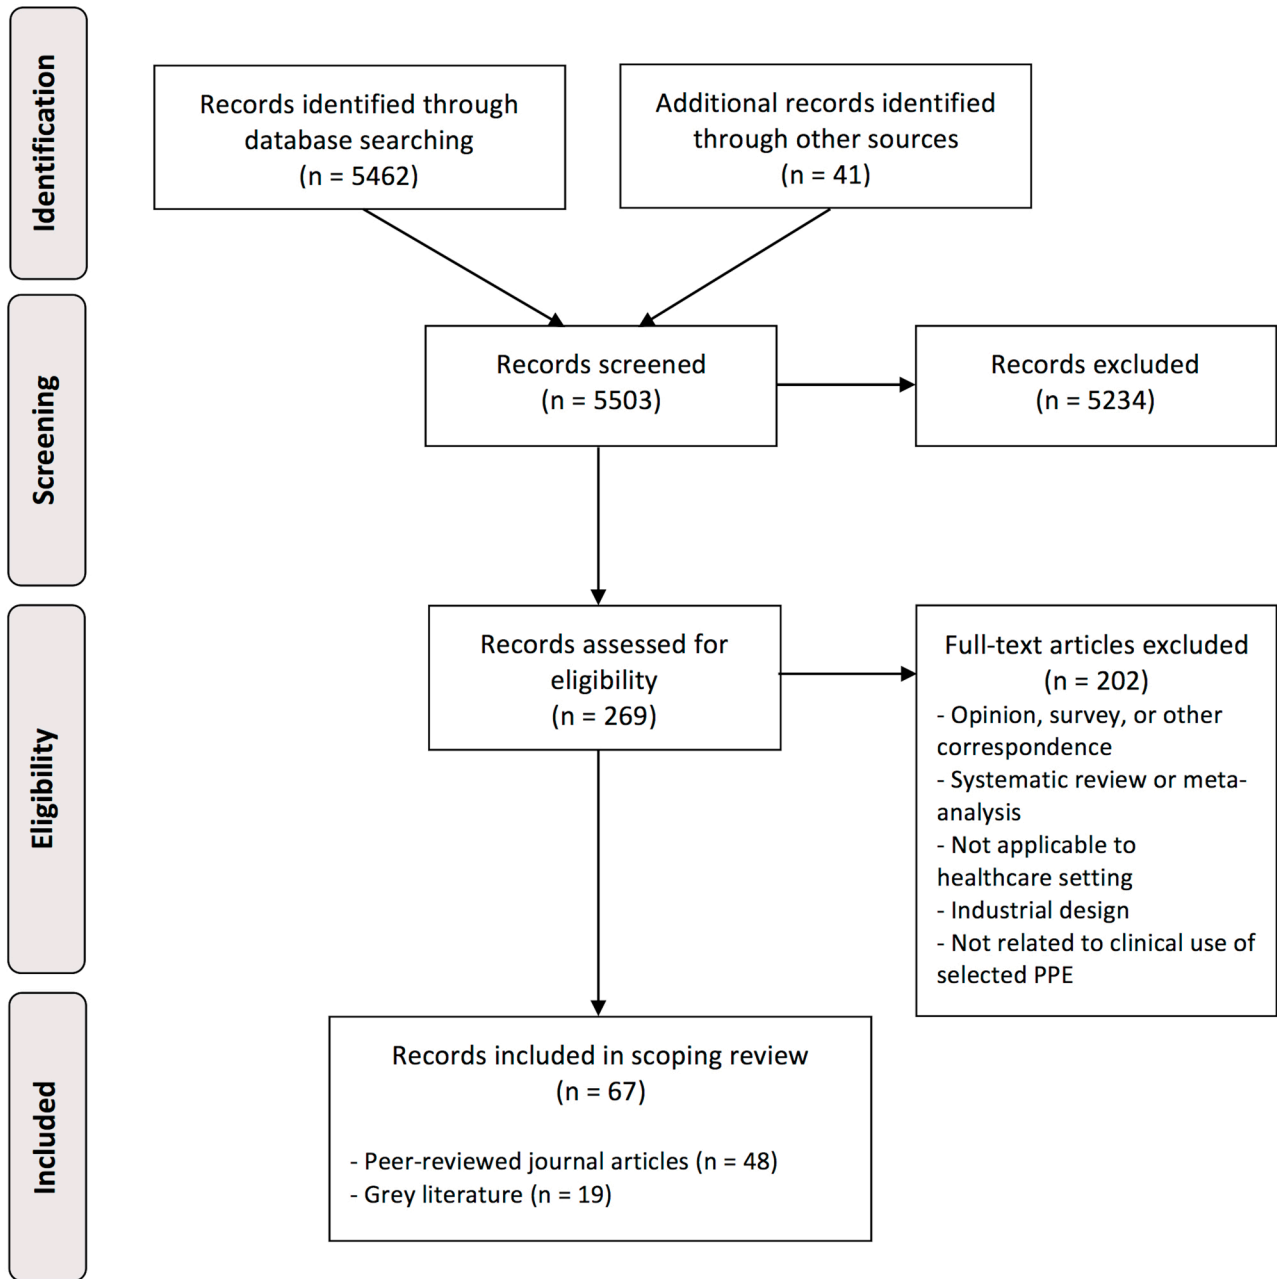 Identification
Records identified through
database searching
(n = 5462)
Additional records identified
through other sources
(n = 41)
Screening
Records screened
(n = 5503)
Records excluded
(n = 5234)
Eligibility
Records assessed for
eligibility
(n = 269)
Full-text articles excluded
(n = 202)
- Opinion, survey, or other
correspondence
- Systematic review or meta-
analysis
- Not applicable to
healthcare setting
- Industrial design
- Not related to clinical use of
selected PPE
Included
Records included in scoping review
(n = 67)
- Peer-reviewed journal articles (n = 48)
- Grey literature (n = 19)